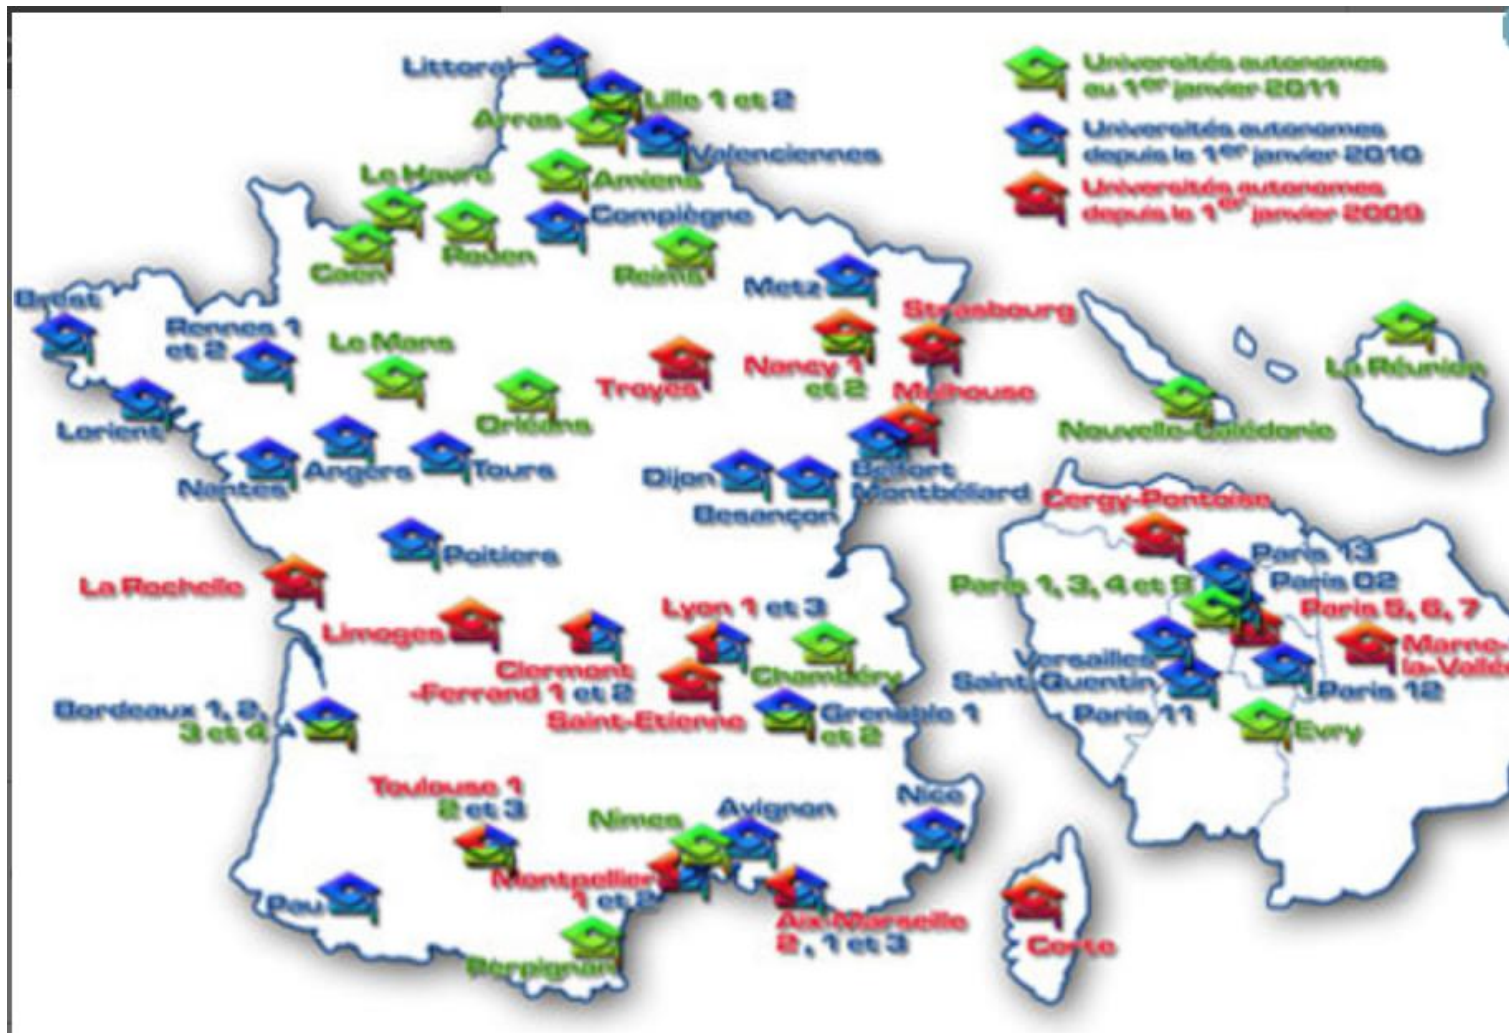 Universités autonomes
au 1er janvier 2011
Universités autonomes
depuis le 1er janvier 2010
Universités autonomes
depuis le 1er janvier 2009
Littoral
Lille 1 et 2
Arras
Valenciennes
Le Havre
Amiens
Compiègne
Rouen
Caen
Reims
Metz
Brest
Strasbourg
Rennes 1
et 2
Le Mans
Troyes
Nancy 1
et 2
Mulhouse
La Réunion
Lorient
Orléans
Nouvelle-Calédonie
Nantes
Angers
Tours
Dijon
Besançon
Belfort
Montbéliard
Cergy-Pontoise
Poitiers
Paris 13
Paris 02
Paris 1, 3, 4 et 9
Paris 5, 6, 7
La Rochelle
Limoges
Lyon 1 et 3
Clermont
-Ferrand 1 et 2
Chambéry
Saint-Etienne
Versailles
Saint-Quentin
Marne-
la-Vallé
Paris 12
Paris 11
Evry
Bordeaux 1, 2,
3 et 4
Grenoble 1
et 2
Toulouse 1
2 et 3
Nimes
Avignon
Nice
Montpellier
1 et 2
Pau
Aix-Marseille
2, 1 et 3
Corte
Perpignan